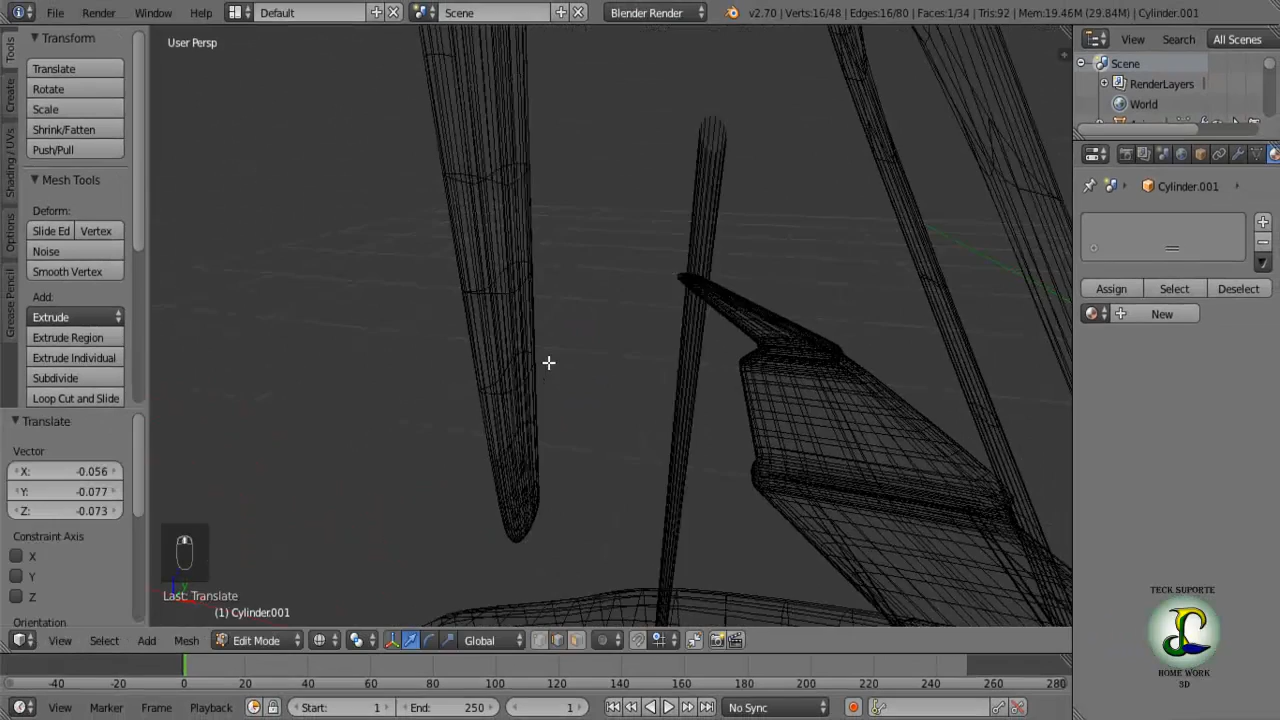 File Render Window Help Default Scene Blender Render v2.70 | Verts:16/48 | Edges:16/80 | Faces:1/34 | Tris:92 | Mem:19.46M (29.84M) | Cylinder.001
Tools
Create
Shading / UVs
Options
Grease Pencil
Transform
Translate
Rotate
Scale
Shrink/Fatten
Push/Pull
Mesh Tools
Deform:
Slide Ed Vertex
Noise
Smooth Vertex
Add:
Extrude
Extrude Region
Extrude Individual
Subdivide
Loop Cut and Slide
Translate
Vector
X: -0.056
Y: -0.077
Z: -0.073
Constraint Axis
X
Y
Z
Orientation
User Persp
y
Last: Translate
(1) Cylinder.001
View Select Add Mesh Edit Mode Global
View Search All Scenes
Scene
RenderLayers
World
Cylinder.001
Assign Select Deselect
New
TECK SUPORTE
HOME WORK
3D
-40 -20 0 20 40 60 80 100 120 140 160 180 200 220 240 260 280
View Marker Frame Playback Start: 1 End: 250 1 No Sync